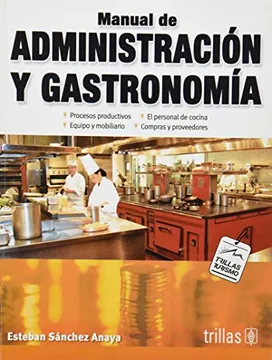 Manual de
ADMINISTRACIÓN
Y GASTRONOMÍA
• Procesos productivos • El personal de cocina
• Equipo y mobiliario • Compras y proveedores
TRILLAS
TURISMO
Esteban Sánchez Anaya
trillas